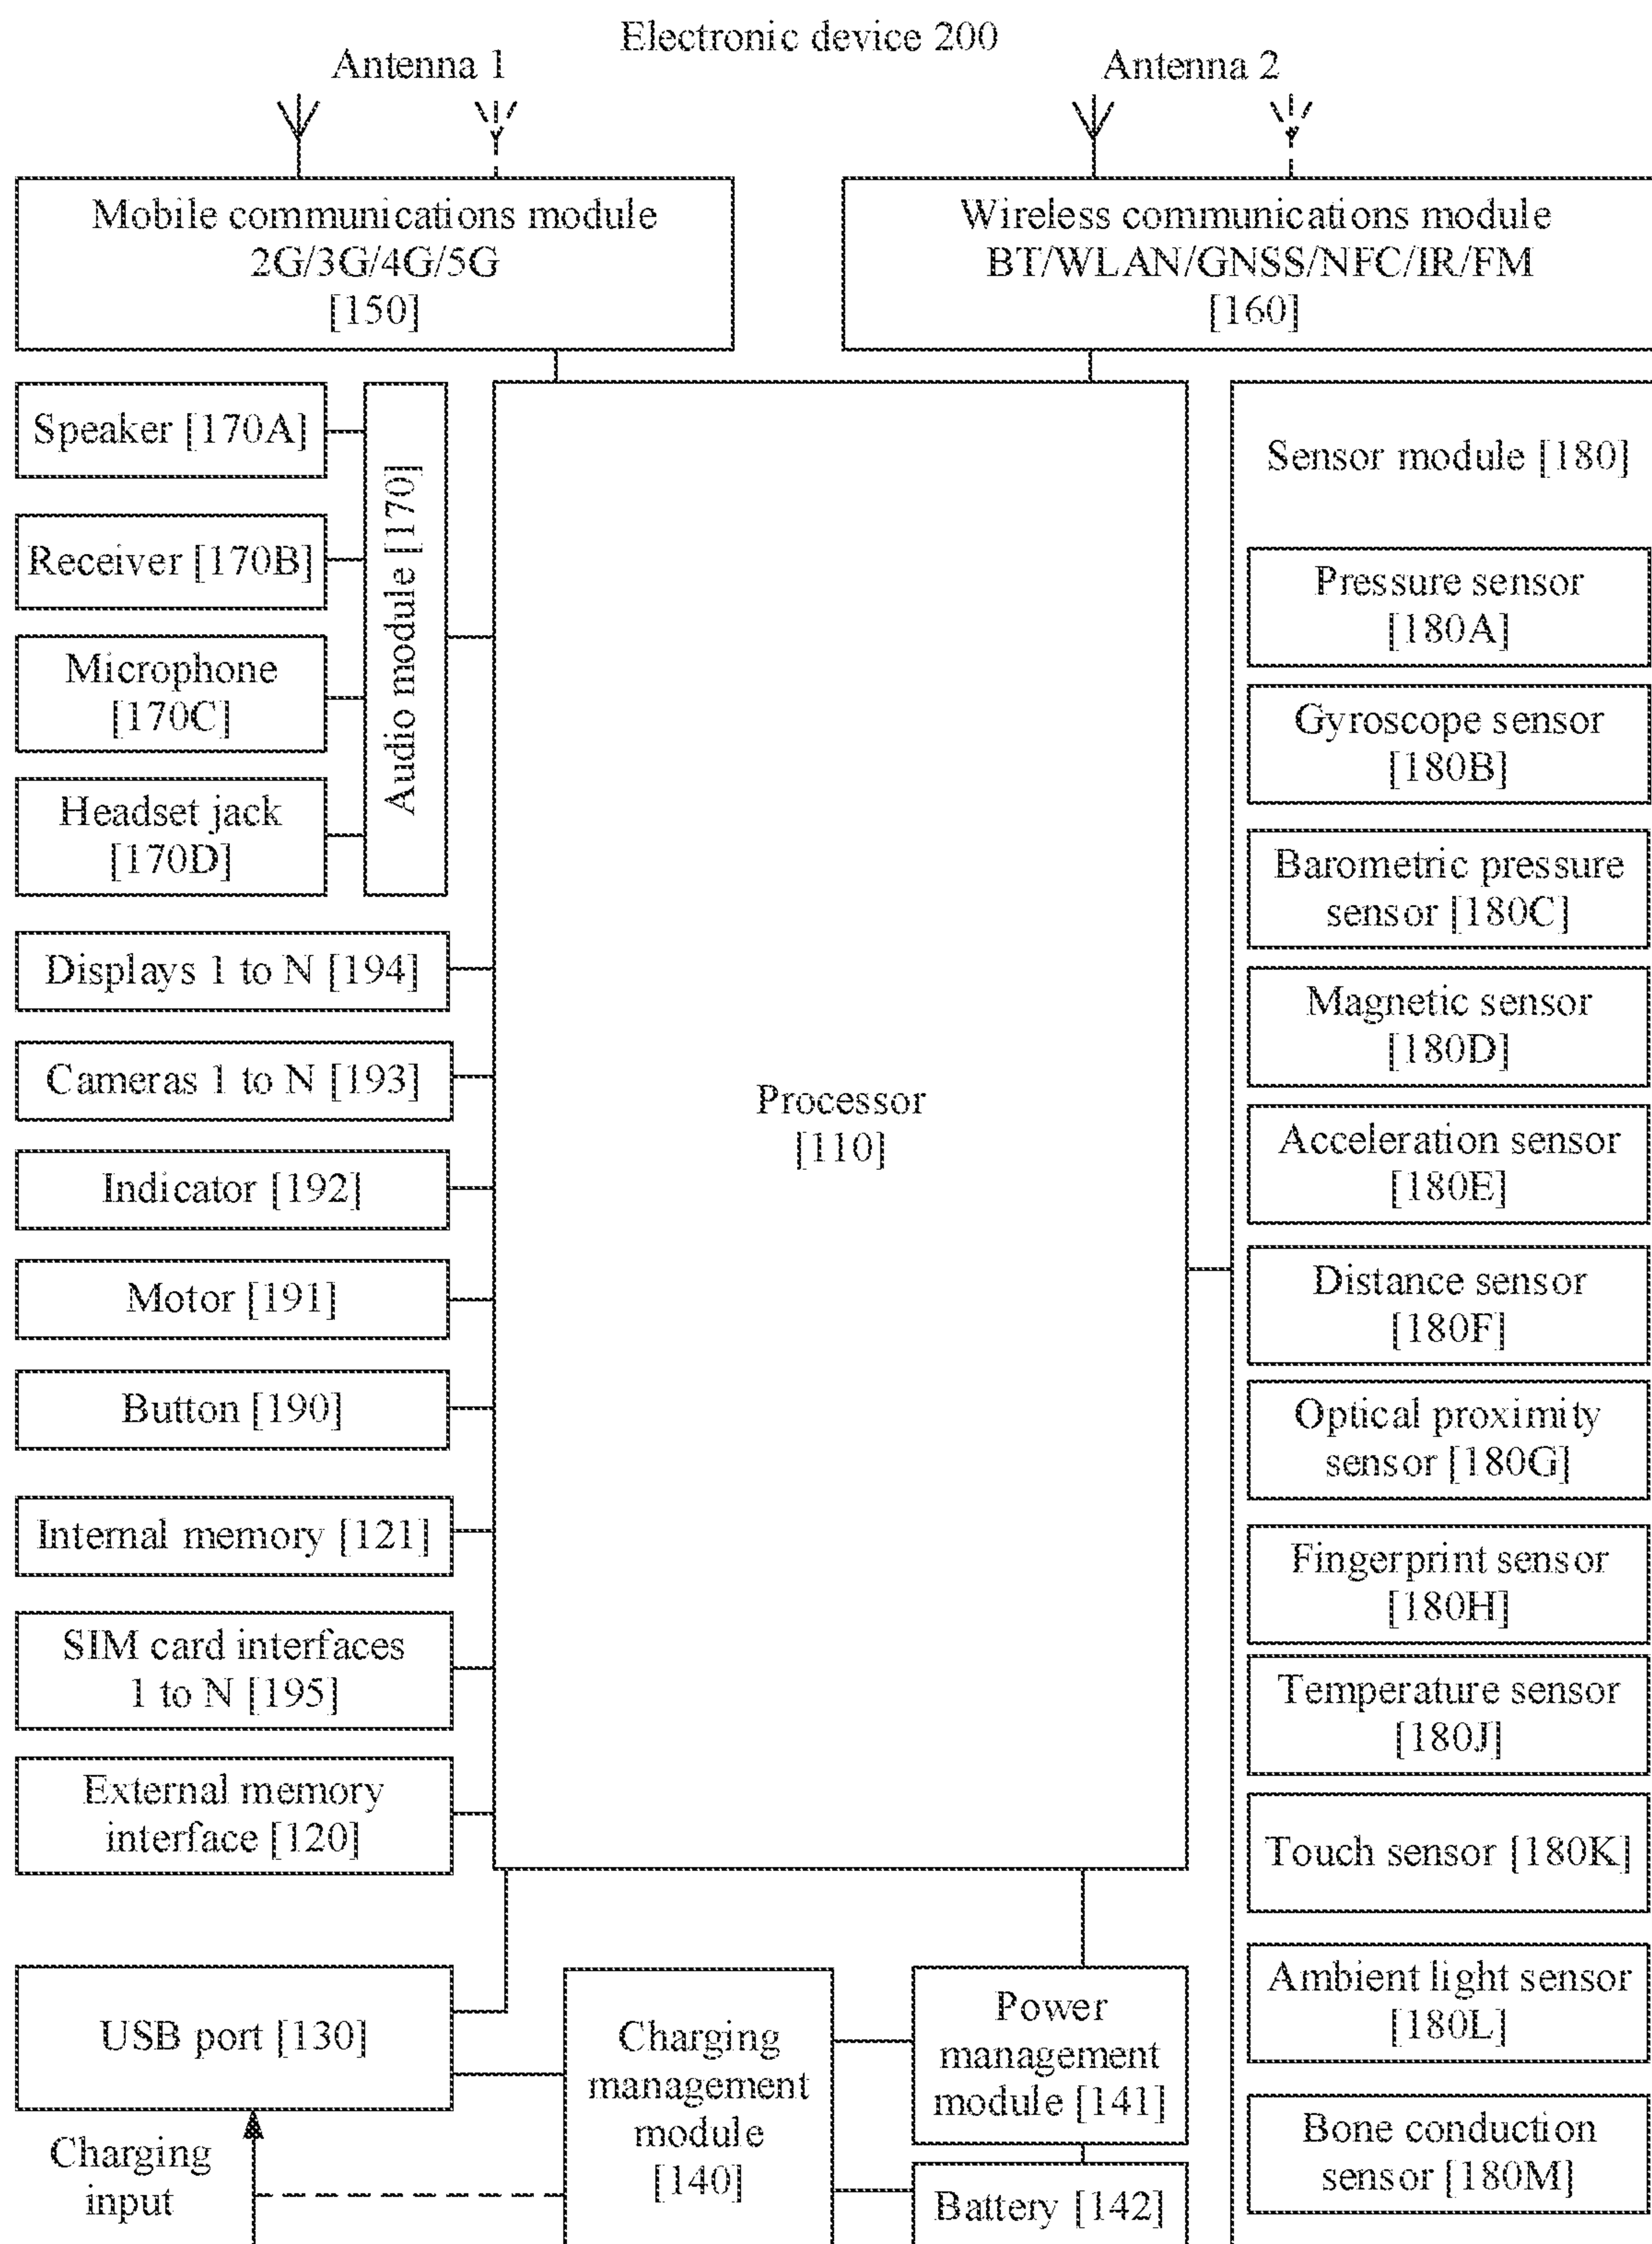 Electronic device 200
Antenna 1
Antenna 2
Mobile communications module
2G/3G/4G/5G
[150]
Wireless communications module
BT/WLAN/GNSS/NFC/IR/FM
[160]
Speaker [170A]
Receiver [170B]
Microphone
[170C]
Headset jack
[170D]
Audio module [170]
Displays 1 to N [194]
Cameras 1 to N [193]
Indicator [192]
Motor [191]
Button [190]
Internal memory [121]
SIM card interfaces
1 to N [195]
External memory
interface [120]
Processor
[110]
Sensor module [180]
Pressure sensor
[180A]
Gyroscope sensor
[180B]
Barometric pressure
sensor [180C]
Magnetic sensor
[180D]
Acceleration sensor
[180E]
Distance sensor
[180F]
Optical proximity
sensor [180G]
Fingerprint sensor
[180H]
Temperature sensor
[180J]
Touch sensor [180K]
Ambient light sensor
[180L]
Bone conduction
sensor [180M]
USB port [130]
Charging
input
Charging
management
module
[140]
Power
management
module [141]
Battery [142]